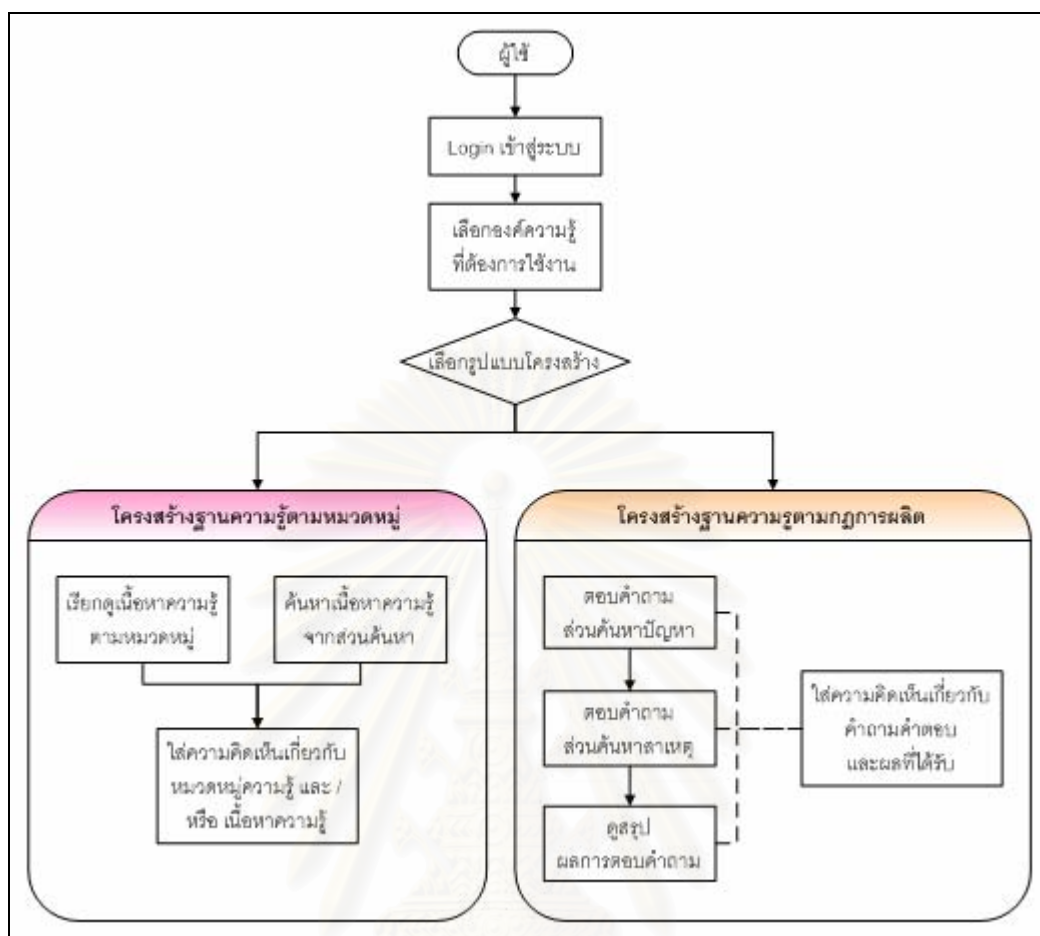 ผู้ใช้
Login เข้าสู่ระบบ
เลือกองค์ความรู้
ที่ต้องการใช้งาน
เลือกรูปแบบโครงสร้าง
โครงสร้างฐานความรู้ตามหมวดหมู่
เรียกดูเนื้อหาความรู้
ตามหมวดหมู่
ค้นหาเนื้อหาความรู้
จากส่วนค้นหา
ใส่ความคิดเห็นเกี่ยวกับ
หมวดหมู่ความรู้ และ /
หรือ เนื้อหาความรู้
โครงสร้างฐานความรูตามกฎการผลิต
ตอบคำถาม
ส่วนค้นหาปัญหา
ตอบคำถาม
ส่วนค้นหาสาเหตุ
ดูสรุป
ผลการตอบคำถาม
ใส่ความคิดเห็นเกี่ยวกับ
คำถามคำตอบ
และผลที่ได้รับ